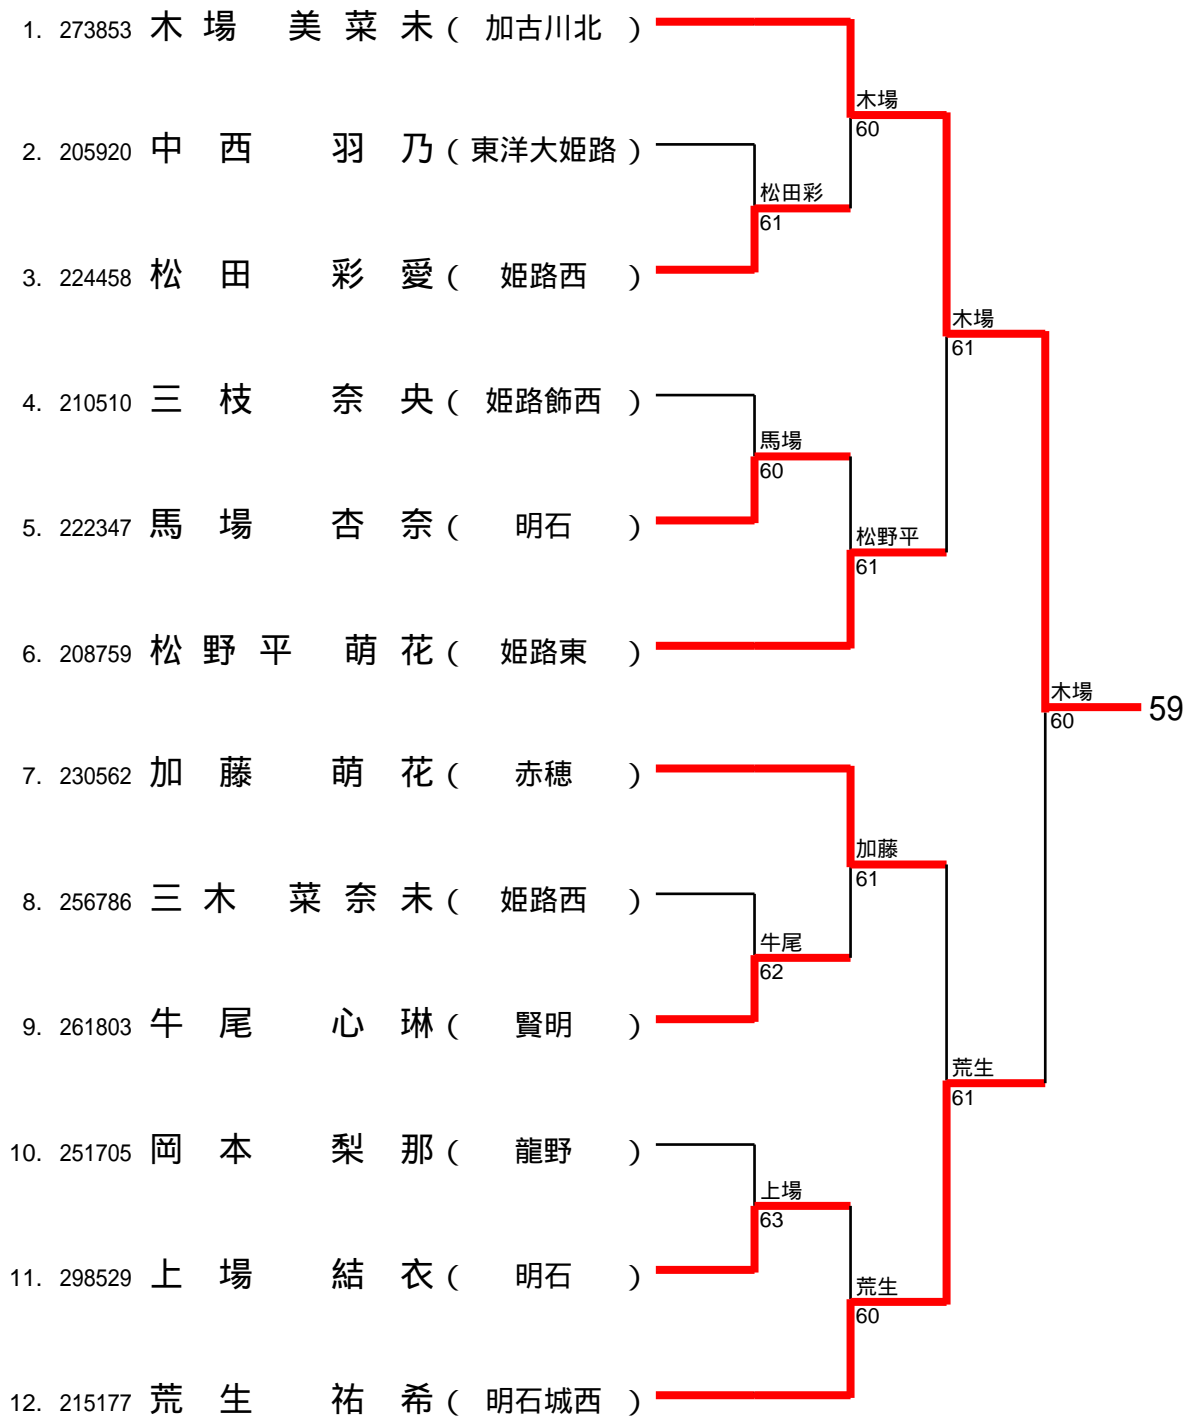 1. 273853 木場 美菜未 ( 加古川北 )
木場
60
2. 205920 中西 羽乃 ( 東洋大姫路 )
松田彩
61
3. 224458 松田 彩愛 ( 姫路西 )
木場
61
4. 210510 三枝 奈央 ( 姫路飾西 )
馬場
60
5. 222347 馬場 杏奈 ( 明石 )
松野平
61
6. 208759 松野平 萌花 ( 姫路東 )
木場
60
59
7. 230562 加藤 萌花 ( 赤穂 )
加藤
61
8. 256786 三木 菜奈未 ( 姫路西 )
牛尾
62
9. 261803 牛尾 心琳 ( 賢明 )
荒生
61
10. 251705 岡本 梨那 ( 龍野 )
上場
63
11. 298529 上場 結衣 ( 明石 )
荒生
60
12. 215177 荒生 祐希 ( 明石城西 )